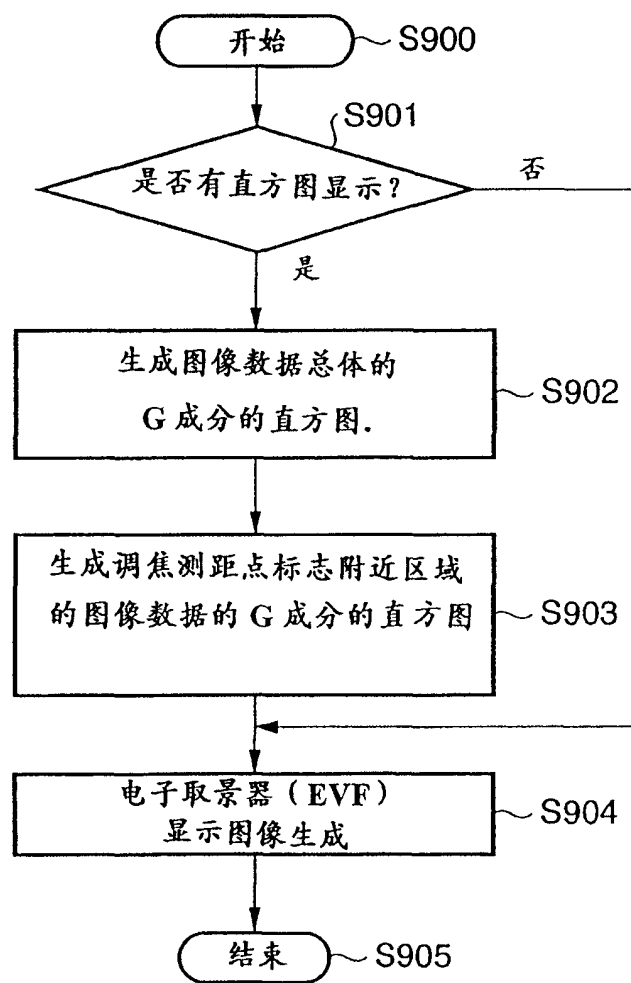 开始
S900
S901
是否有直方图显示？
否
是
生成图像数据总体的
G 成分的直方图.
S902
生成调焦测距点标志附近区域
的图像数据的 G 成分的直方图
S903
电子取景器（EVF）
显示图像生成
S904
结束
S905